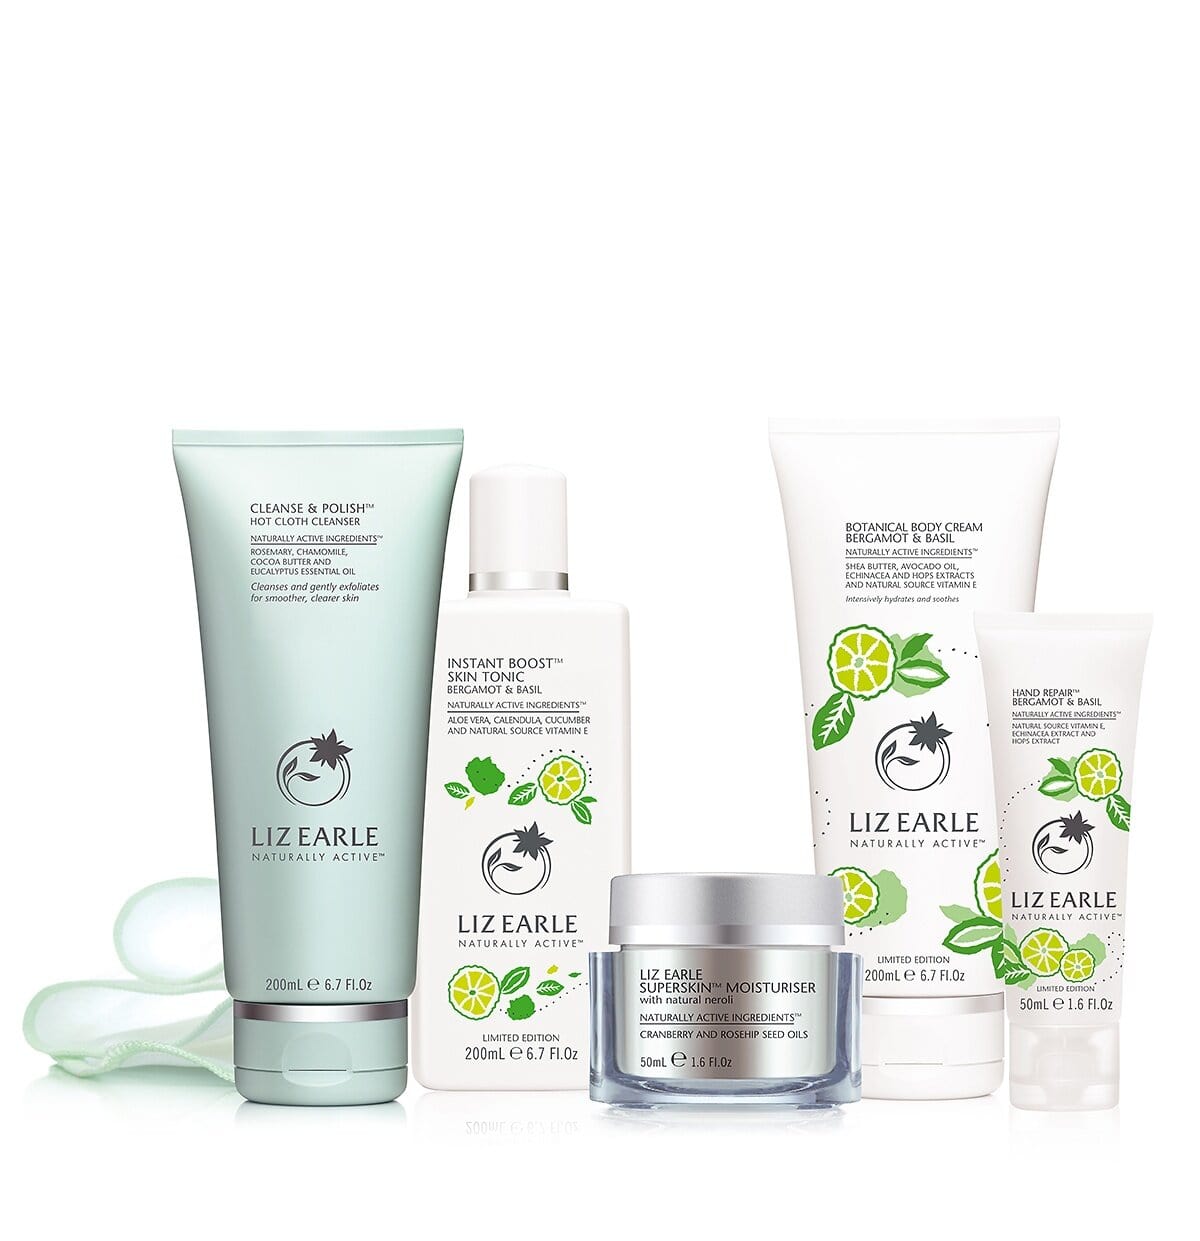 CLEANSE & POLISH™
HOT CLOTH CLEANSER
NATURALLY ACTIVE INGREDIENTS™
ROSEMARY, CHAMOMILE,
COCOA BUTTER AND
EUCALYPTUS ESSENTIAL OIL
Cleanses and gently exfoliates
for smoother, clearer skin
LIZ EARLE
NATURALLY ACTIVE™
200mL ℮ 6.7 Fl.Oz
INSTANT BOOST™
SKIN TONIC
BERGAMOT & BASIL
NATURALLY ACTIVE INGREDIENTS™
ALOE VERA, CALENDULA, CUCUMBER
AND NATURAL SOURCE VITAMIN E
LIZ EARLE
NATURALLY ACTIVE™
LIMITED EDITION
200mL ℮ 6.7 Fl.Oz
LIZ EARLE
SUPERSKIN™ MOISTURISER
with natural neroli
NATURALLY ACTIVE INGREDIENTS™
CRANBERRY AND ROSEHIP SEED OILS
50mL ℮ 1.6 Fl.Oz
BOTANICAL BODY CREAM
BERGAMOT & BASIL
NATURALLY ACTIVE INGREDIENTS™
SHEA BUTTER, AVOCADO OIL,
ECHINACEA AND HOPS EXTRACTS
AND NATURAL SOURCE VITAMIN E
Intensively hydrates and soothes
LIZ EARLE
NATURALLY ACTIVE™
LIMITED EDITION
200mL ℮ 6.7 Fl.Oz
HAND REPAIR™
BERGAMOT & BASIL
NATURALLY ACTIVE INGREDIENTS™
NATURAL SOURCE VITAMIN E,
ECHINACEA EXTRACT AND
HOPS EXTRACT
LIZ EARLE
NATURALLY ACTIVE™
LIMITED EDITION
50mL ℮ 1.6 Fl.Oz